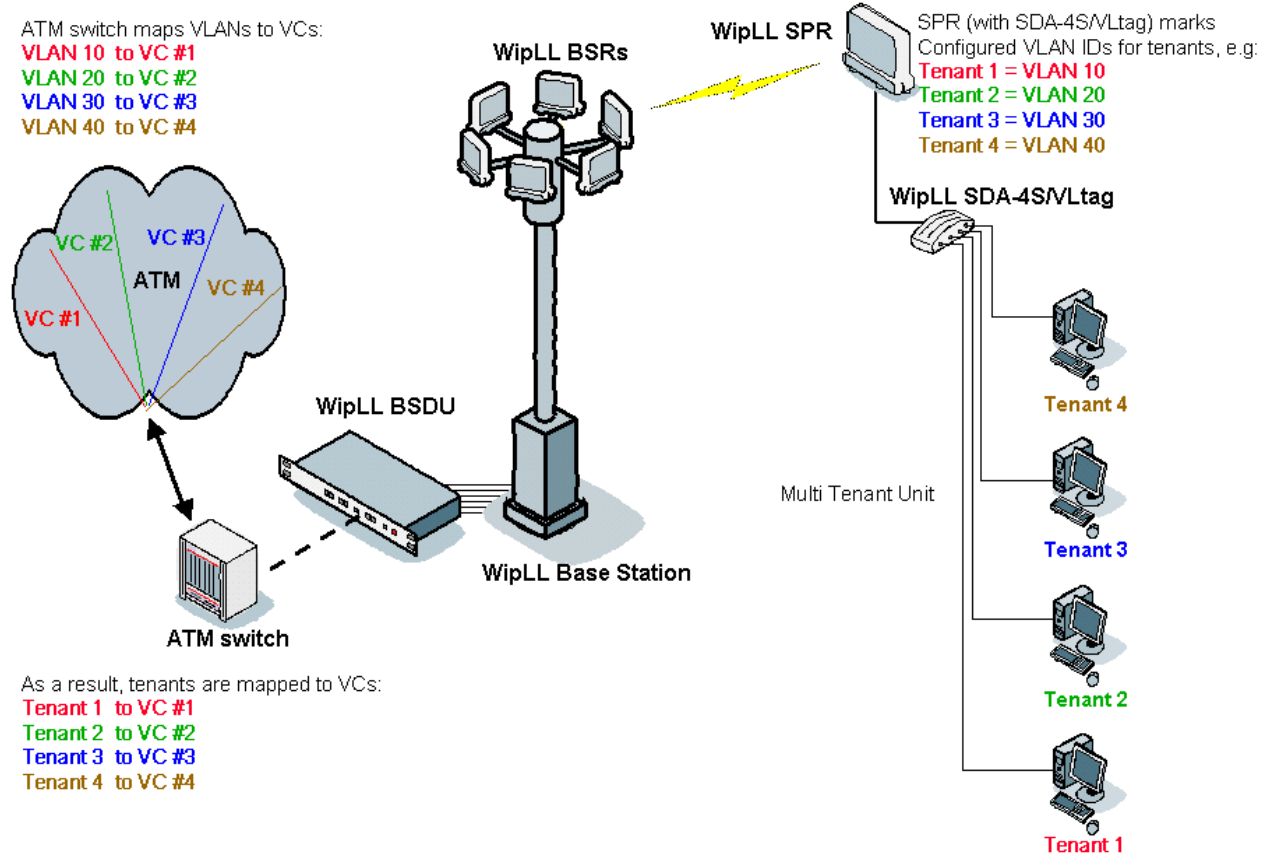 ATM switch maps VLANs to VCs:
VLAN 10 to VC #1
VLAN 20 to VC #2
VLAN 30 to VC #3
VLAN 40 to VC #4
WipLL BSRs
WipLL SPR
SPR (with SDA-4S/VLtag) marks
Configured VLAN IDs for tenants, e.g:
Tenant 1 = VLAN 10
Tenant 2 = VLAN 20
Tenant 3 = VLAN 30
Tenant 4 = VLAN 40
WipLL SDA-4S/VLtag
VC #2
VC #3
ATM
VC #4
VC #1
Tenant 4
WipLL BSDU
Multi Tenant Unit
Tenant 3
WipLL Base Station
ATM switch
Tenant 2
As a result, tenants are mapped to VCs:
Tenant 1 to VC #1
Tenant 2 to VC #2
Tenant 3 to VC #3
Tenant 4 to VC #4
Tenant 1